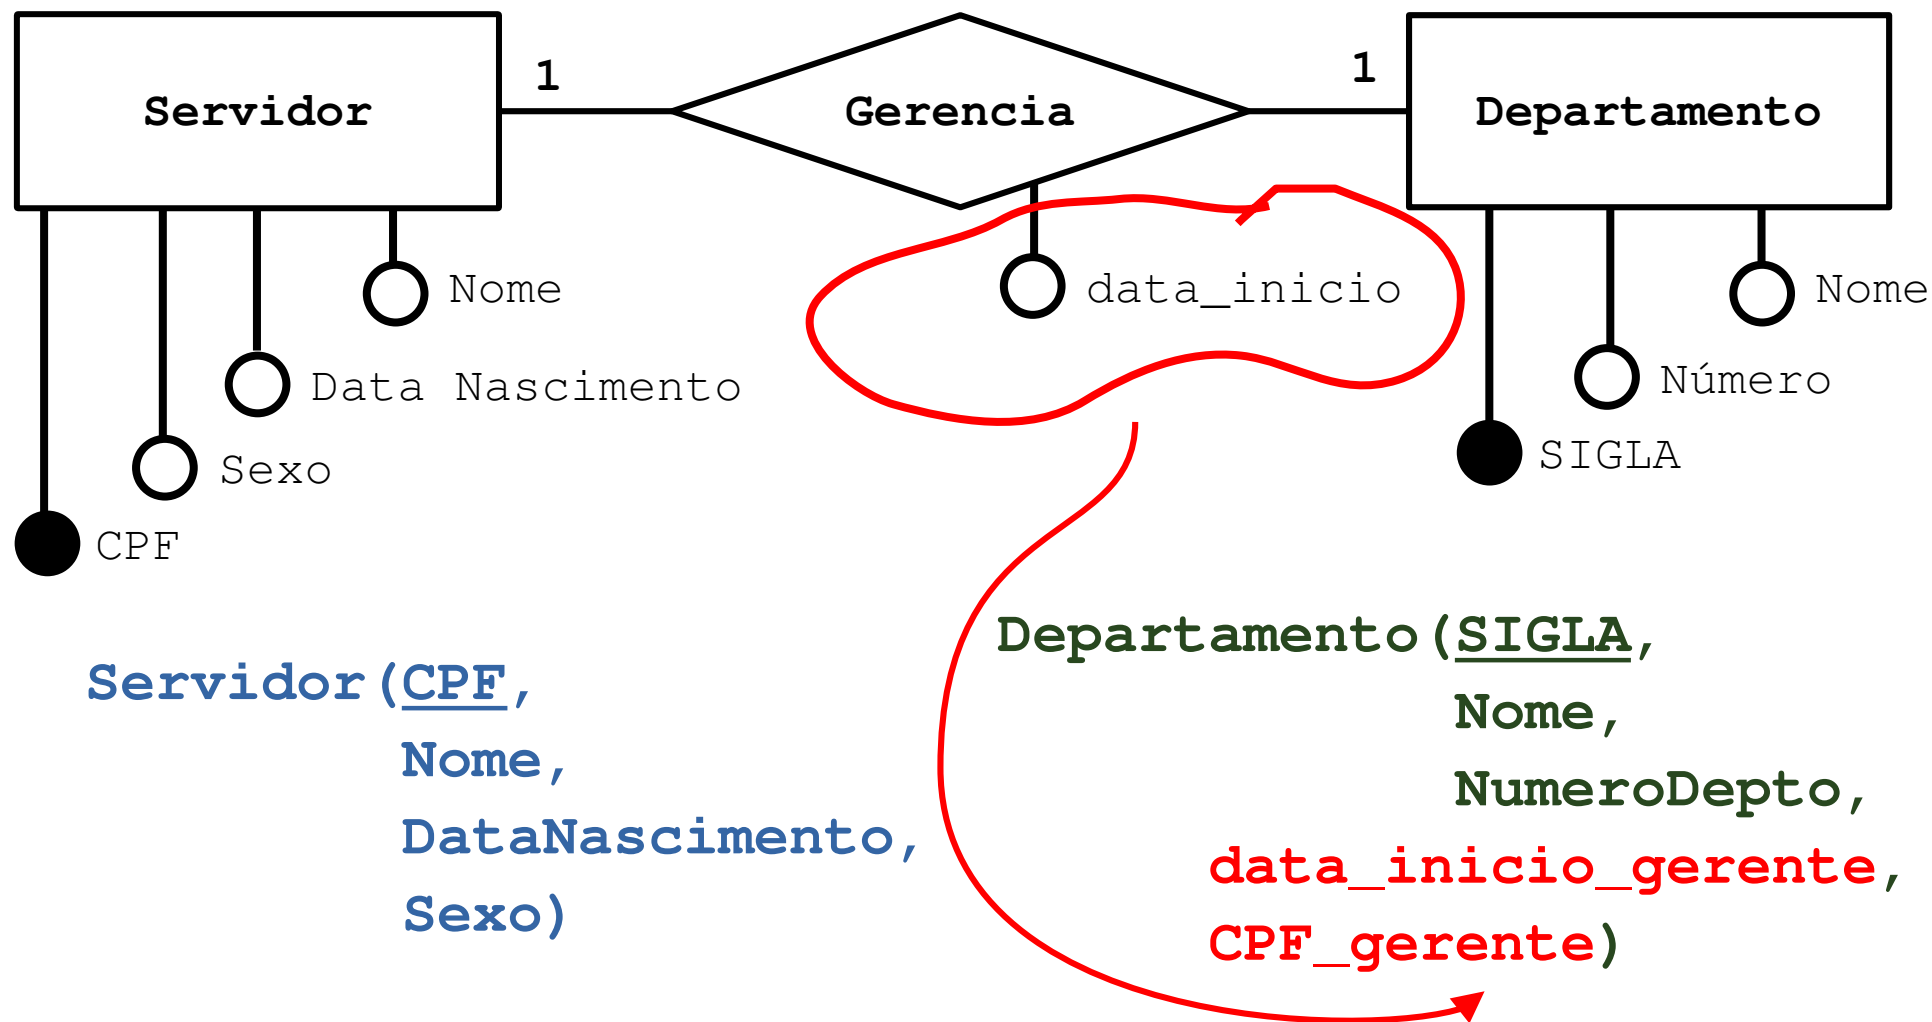 Servidor
1
Gerencia
1
Departamento
Nome
data_inicio
Nome
Data Nascimento
Número
Sexo
SIGLA
CPF
Servidor(CPF,
Nome,
DataNascimento,
Sexo)
Departamento(SIGLA,
Nome,
NumeroDepto,
data_inicio_gerente,
CPF_gerente)